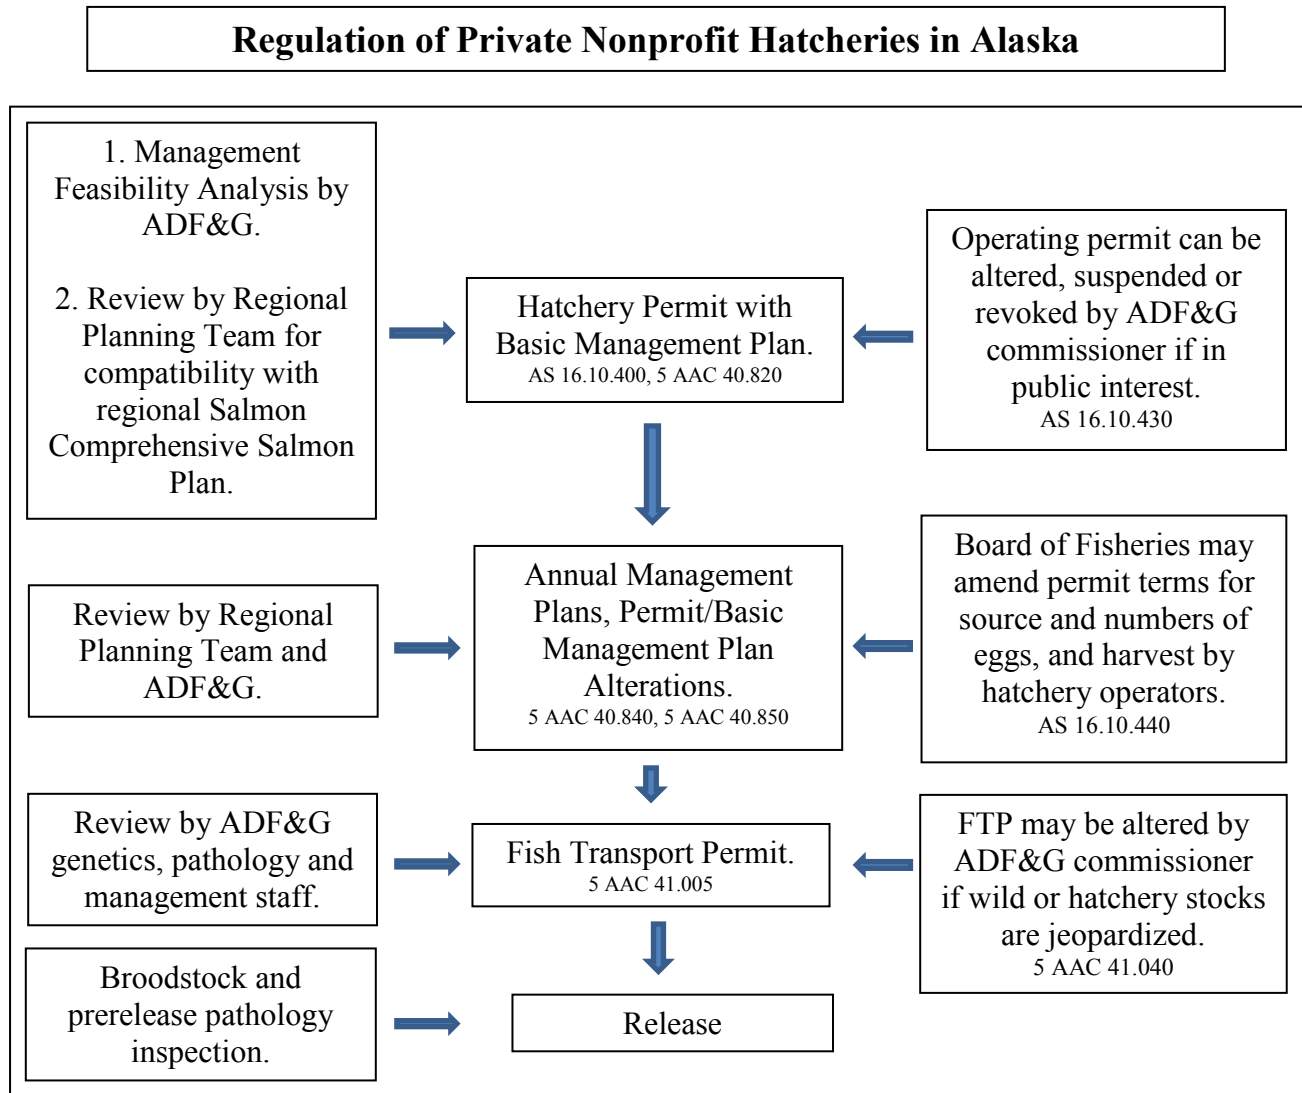 Regulation of Private Nonprofit Hatcheries in Alaska
1. Management
Feasibility Analysis by
ADF&G.
2. Review by Regional
Planning Team for
compatibility with
regional Salmon
Comprehensive Salmon
Plan.
Hatchery Permit with
Basic Management Plan.
AS 16.10.400, 5 AAC 40.820
Operating permit can be
altered, suspended or
revoked by ADF&G
commissioner if in
public interest.
AS 16.10.430
Review by Regional
Planning Team and
ADF&G.
Annual Management
Plans, Permit/Basic
Management Plan
Alterations.
5 AAC 40.840, 5 AAC 40.850
Board of Fisheries may
amend permit terms for
source and numbers of
eggs, and harvest by
hatchery operators.
AS 16.10.440
Review by ADF&G
genetics, pathology and
management staff.
Fish Transport Permit.
5 AAC 41.005
FTP may be altered by
ADF&G commissioner
if wild or hatchery stocks
are jeopardized.
5 AAC 41.040
Broodstock and
prerelease pathology
inspection.
Release